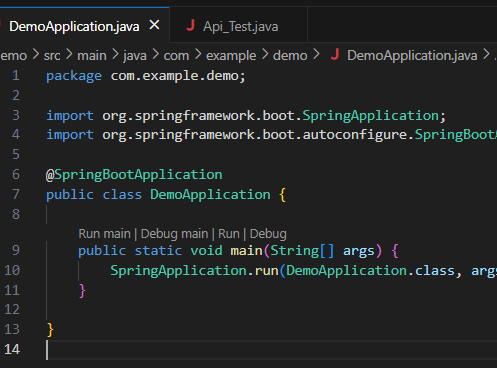 DemoApplication.java × J Api_Test.java
emo > src > main > java > com > example > demo > J DemoApplication.java >
1 package com.example.demo;
2
3 import org.springframework.boot.SpringApplication;
4 import org.springframework.boot.autoconfigure.SpringBoot
5
6 @SpringBootApplication
7 public class DemoApplication {
8
Run main | Debug main | Run | Debug
9 public static void main(String[] args) {
10 SpringApplication.run(DemoApplication.class, args
11 }
12
13 }
14